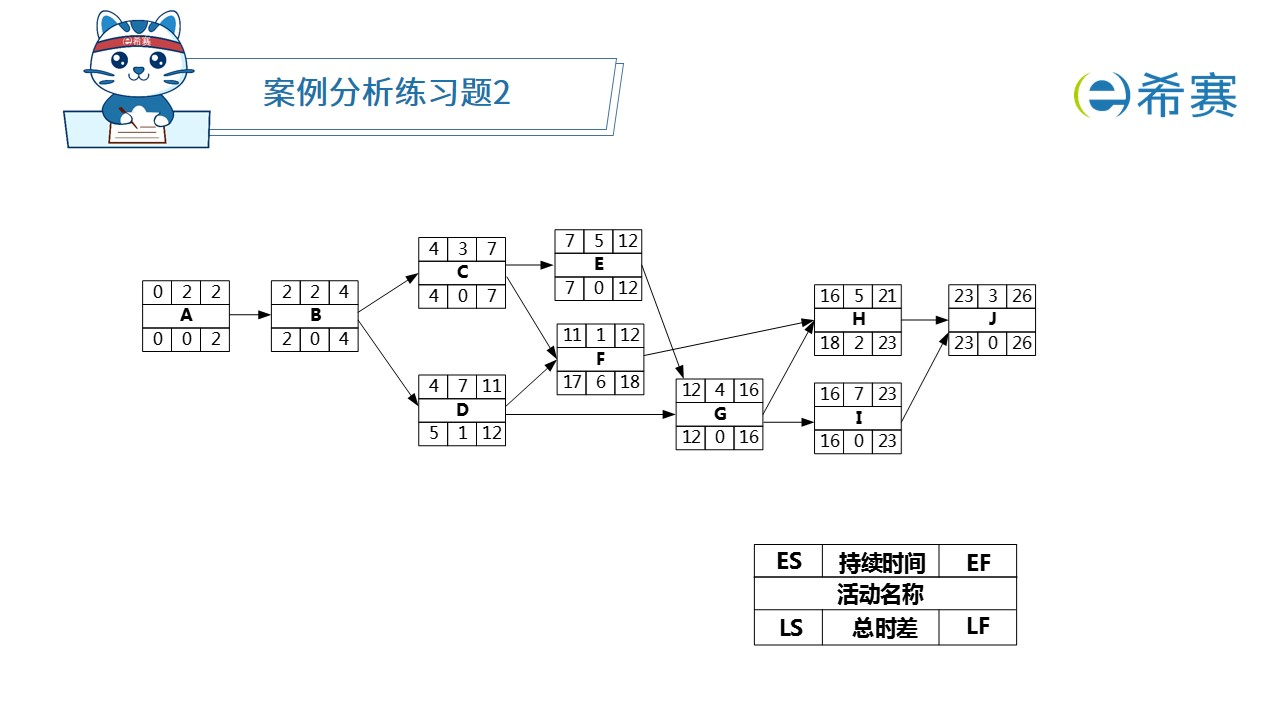 希赛
案例分析练习题2
希赛
0 2 2
A
0 0 2
2 2 4
B
2 0 4
4 3 7
C
4 0 7
4 7 11
D
5 1 12
7 5 12
E
7 0 12
11 1 12
F
17 6 18
12 4 16
G
12 0 16
16 5 21
H
18 2 23
16 7 23
I
16 0 23
23 3 26
J
23 0 26
ES 持续时间 EF
活动名称
LS 总时差 LF